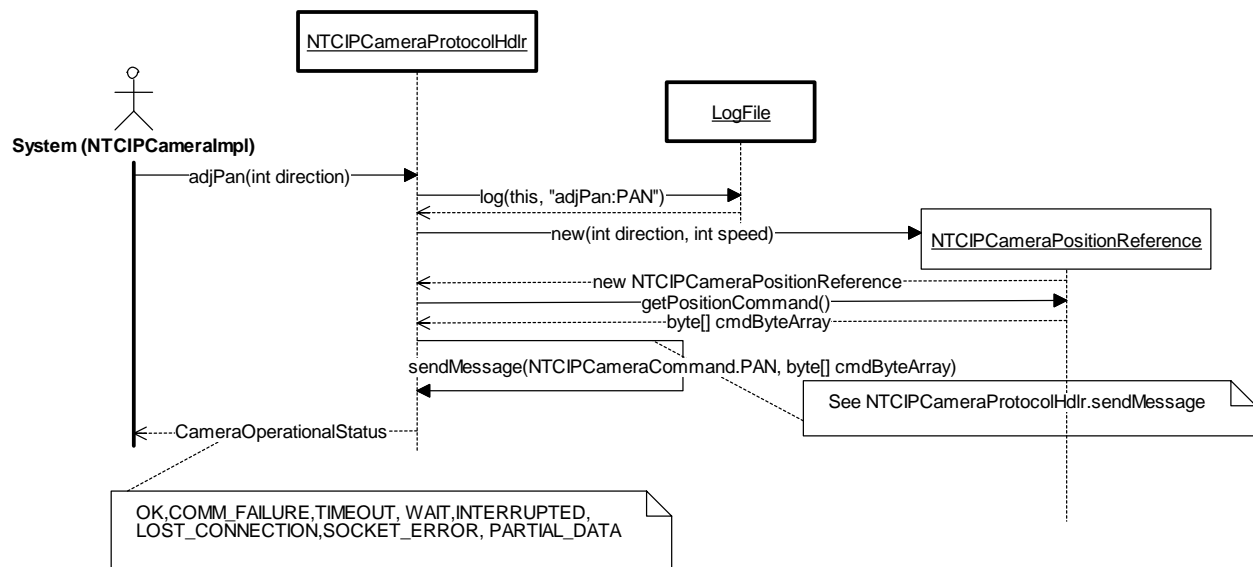 NTCIPCameraProtocolHdlr
LogFile
System (NTCIPCameraImpl)
adjPan(int direction)
log(this, "adjPan:PAN")
new(int direction, int speed)
NTCIPCameraPositionReference
new NTCIPCameraPositionReference
getPositionCommand()
byte[] cmdByteArray
sendMessage(NTCIPCameraCommand.PAN, byte[] cmdByteArray)
See NTCIPCameraProtocolHdlr.sendMessage
CameraOperationalStatus
OK,COMM_FAILURE,TIMEOUT, WAIT,INTERRUPTED,
LOST_CONNECTION,SOCKET_ERROR, PARTIAL_DATA